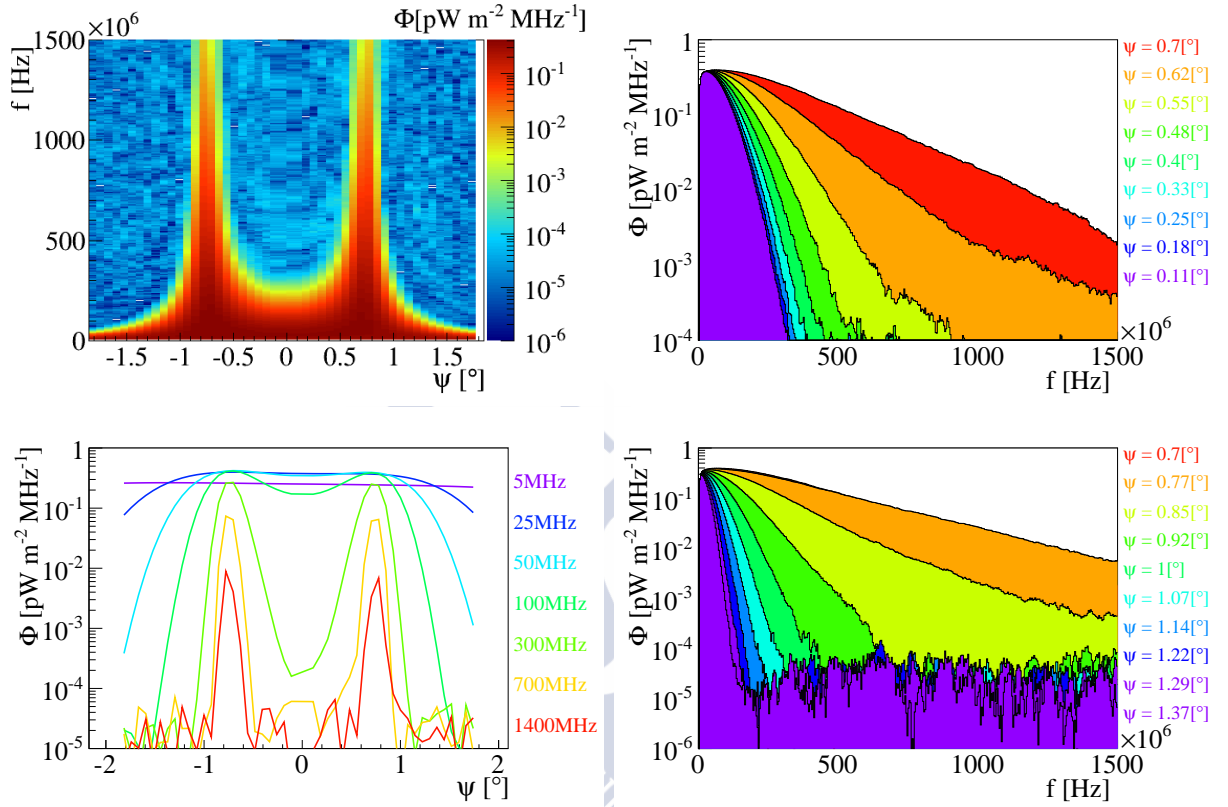 Φ[pW m⁻² MHz⁻¹]
×10⁶
f [Hz]
1500
1000
500
0
10⁻¹
10⁻²
10⁻³
10⁻⁴
10⁻⁵
10⁻⁶
-1.5 -1 -0.5 0 0.5 1 1.5
ψ [°]
Φ [pW m⁻² MHz⁻¹]
1
10⁻¹
10⁻²
10⁻³
10⁻⁴
0 500 1000 1500
×10⁶
f [Hz]
ψ = 0.7[°]
ψ = 0.62[°]
ψ = 0.55[°]
ψ = 0.48[°]
ψ = 0.4[°]
ψ = 0.33[°]
ψ = 0.25[°]
ψ = 0.18[°]
ψ = 0.11[°]
Φ [pW m⁻² MHz⁻¹]
1
10⁻¹
10⁻²
10⁻³
10⁻⁴
10⁻⁵
-2 -1 0 1 2
ψ [°]
5MHz
25MHz
50MHz
100MHz
300MHz
700MHz
1400MHz
Φ [pW m⁻² MHz⁻¹]
1
10⁻¹
10⁻²
10⁻³
10⁻⁴
10⁻⁵
10⁻⁶
0 500 1000 1500
×10⁶
f [Hz]
ψ = 0.7[°]
ψ = 0.77[°]
ψ = 0.85[°]
ψ = 0.92[°]
ψ = 1[°]
ψ = 1.07[°]
ψ = 1.14[°]
ψ = 1.22[°]
ψ = 1.29[°]
ψ = 1.37[°]